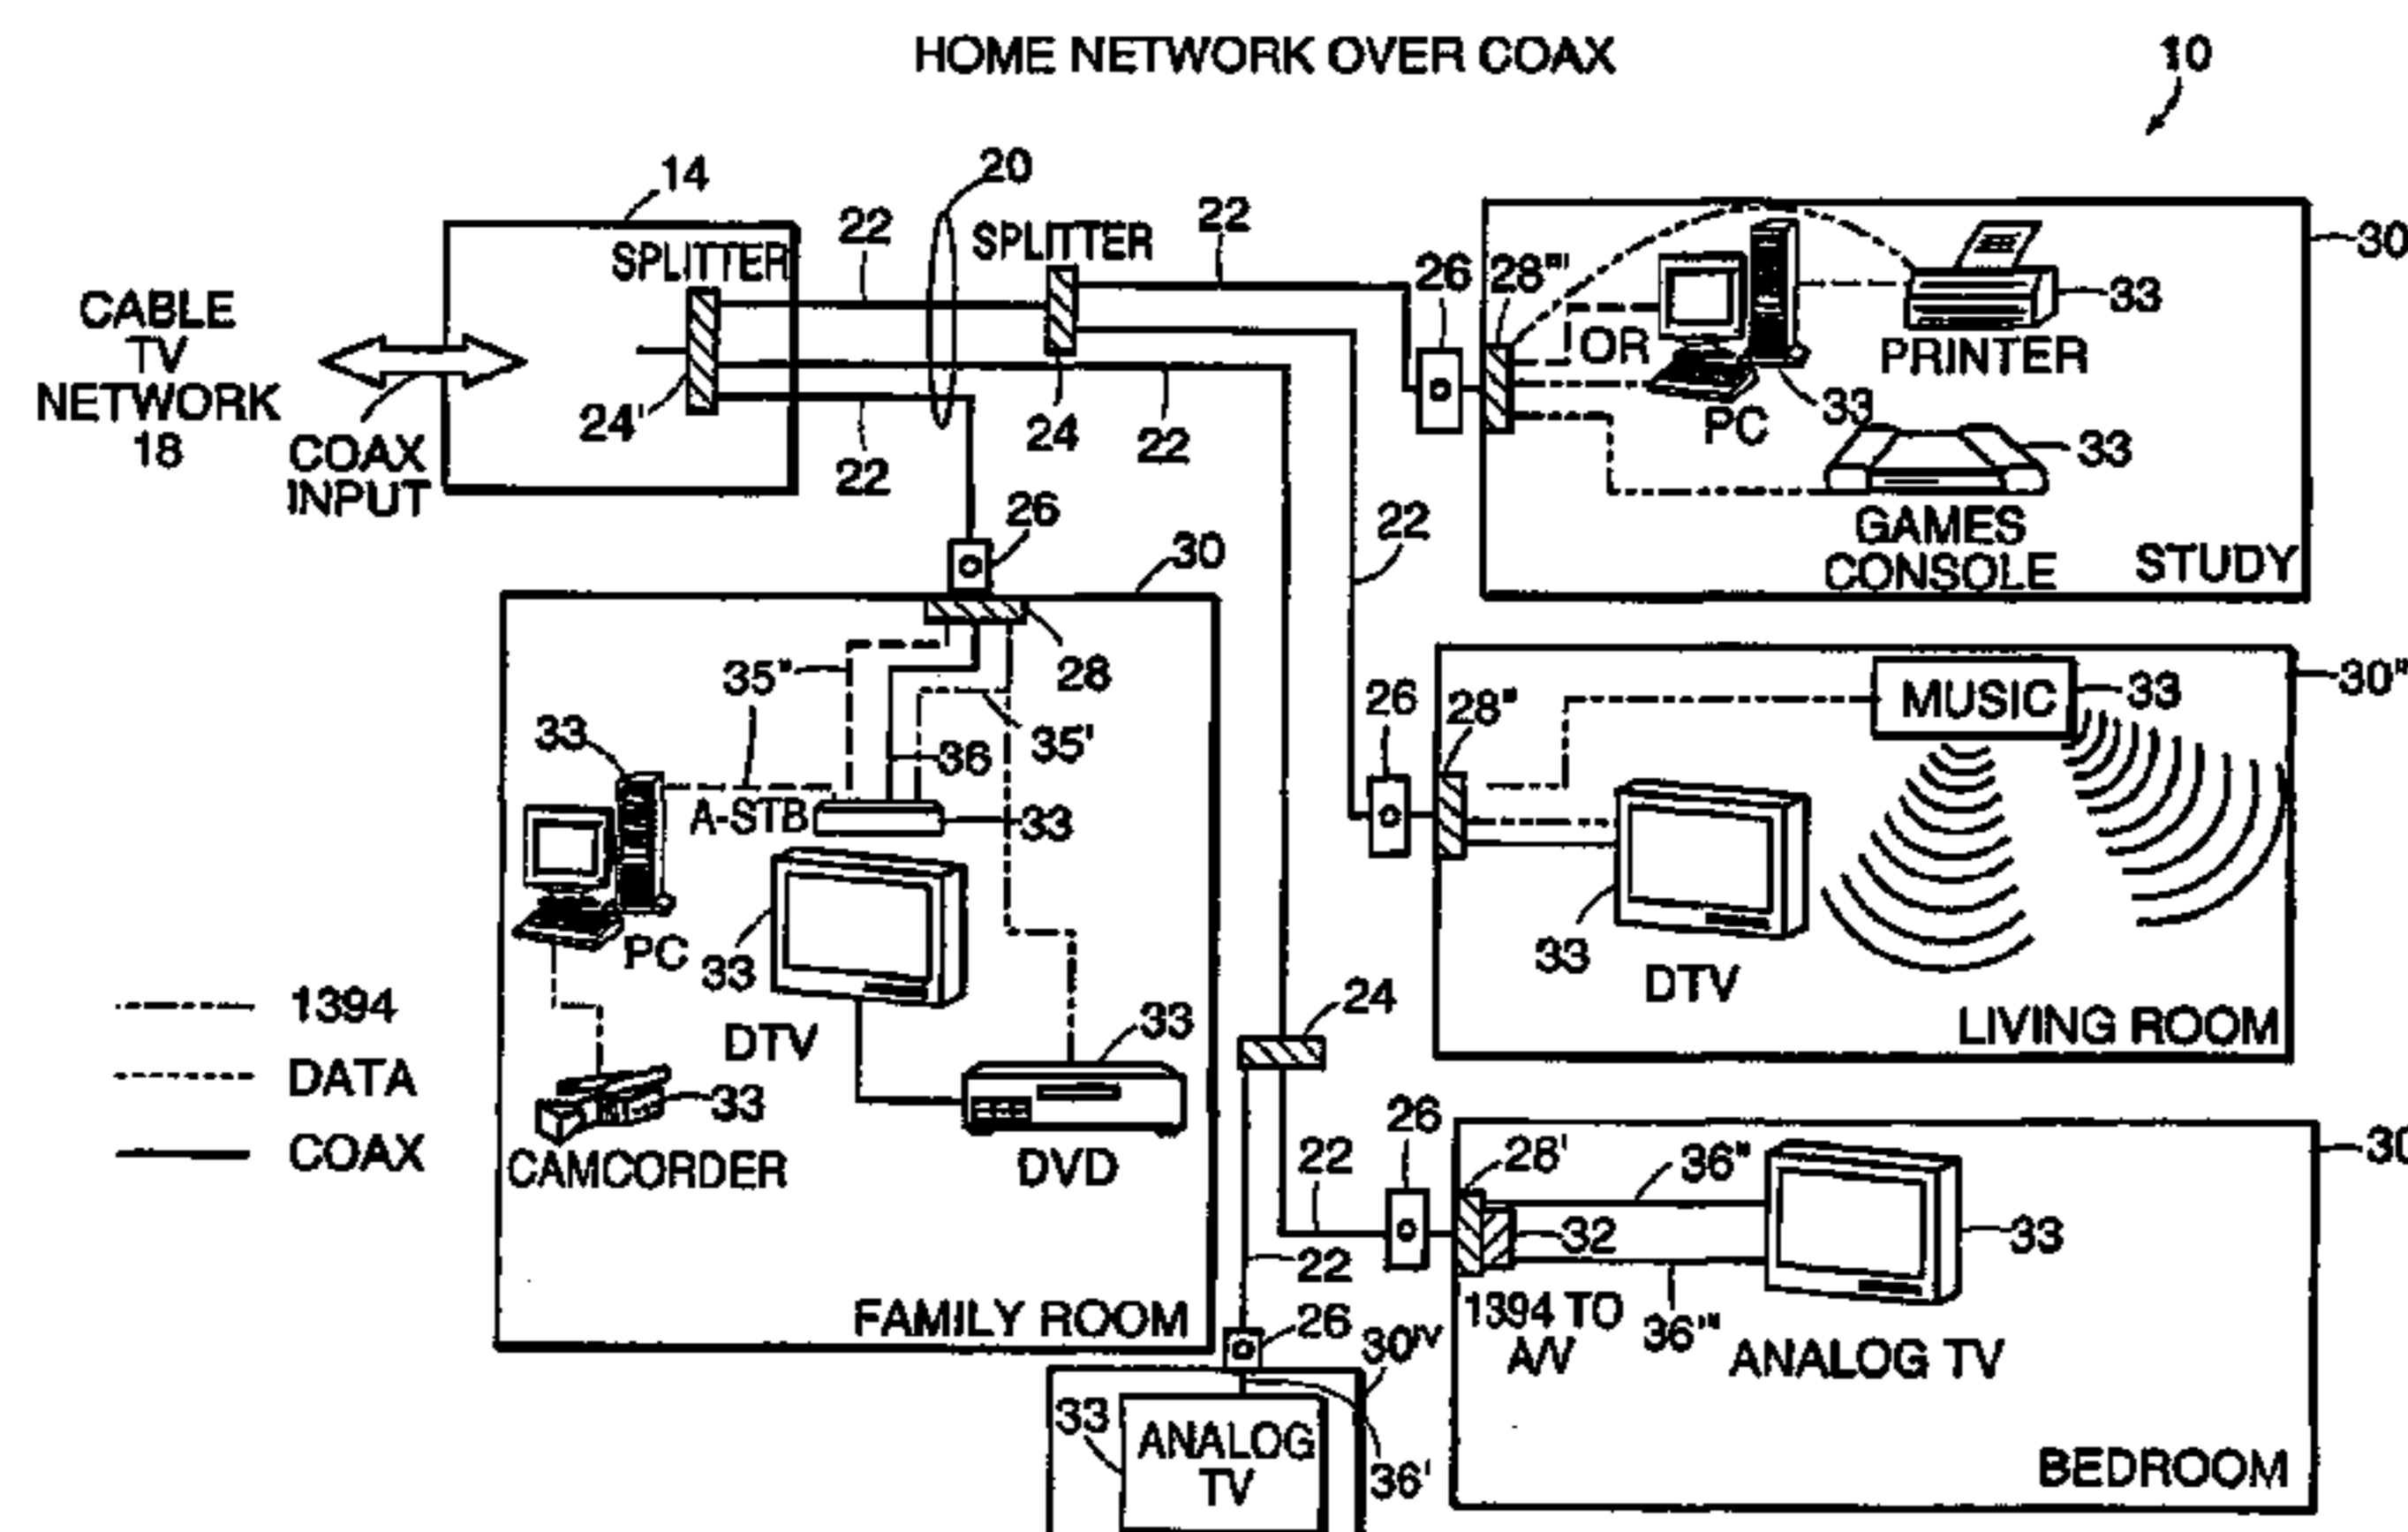 HOME NETWORK OVER COAX
10
14
20
SPLITTER
22
SPLITTER
22
26
28'''
30
33
OR
PRINTER
33
PC
33
GAMES
CONSOLE
STUDY
CABLE
TV
NETWORK
18
COAX
INPUT
24'
22
24
22
26
30
22
28
35"
36
35'
33
A-STB
33
PC
33
DTV
33
33
CAMCORDER
DVD
FAMILY ROOM
26
28"
MUSIC
33
30"
33
DTV
LIVING ROOM
1394
DATA
COAX
24
22
26
28'
36"
30
32
33
22
1394 TO
A/V
36'''
ANALOG TV
BEDROOM
26
30IV
33
ANALOG
TV
36'